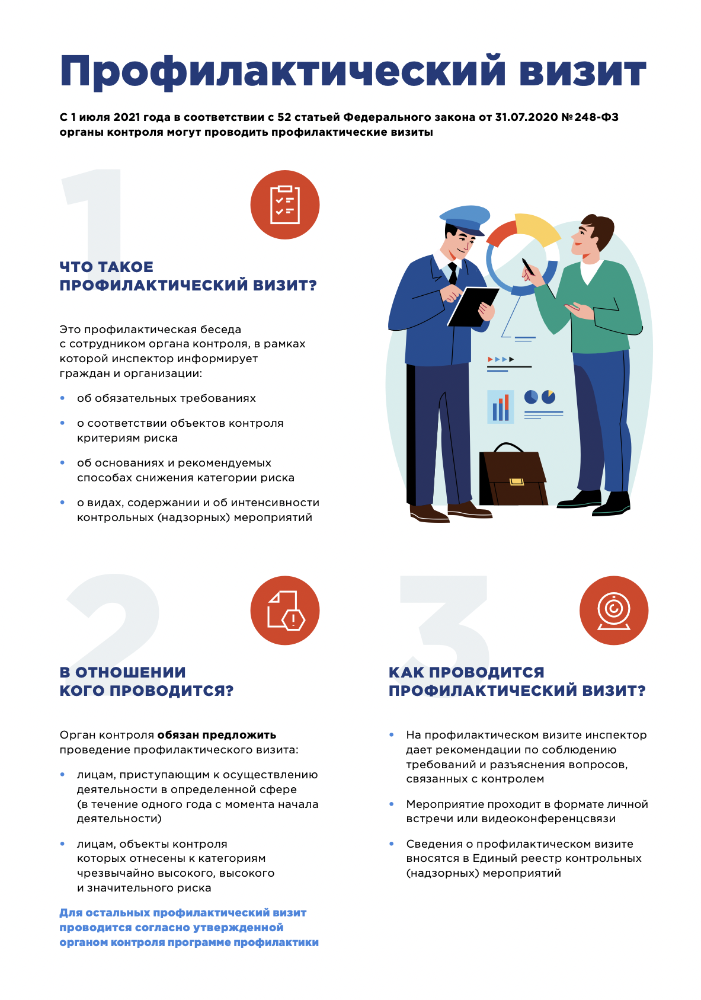 Профилактический визит
С 1 июля 2021 года в соответствии с 52 статьей Федерального закона от 31.07.2020 №248-ФЗ
органы контроля могут проводить профилактические визиты
1
ЧТО ТАКОЕ
ПРОФИЛАКТИЧЕСКИЙ ВИЗИТ?
Это профилактическая беседа
с сотрудником органа контроля, в рамках
которой инспектор информирует
граждан и организации:
• об обязательных требованиях
• о соответствии объектов контроля
критериям риска
• об основаниях и рекомендуемых
способах снижения категории риска
• о видах, содержании и об интенсивности
контрольных (надзорных) мероприятий
2
В ОТНОШЕНИИ
КОГО ПРОВОДИТСЯ?
Орган контроля обязан предложить
проведение профилактического визита:
• лицам, приступающим к осуществлению
деятельности в определенной сфере
(в течение одного года с момента начала
деятельности)
• лицам, объекты контроля
которых отнесены к категориям
чрезвычайно высокого, высокого
и значительного риска
Для остальных профилактический визит
проводится согласно утвержденной
органом контроля программе профилактики
3
КАК ПРОВОДИТСЯ
ПРОФИЛАКТИЧЕСКИЙ ВИЗИТ?
• На профилактическом визите инспектор
дает рекомендации по соблюдению
требований и разъяснения вопросов,
связанных с контролем
• Мероприятие проходит в формате личной
встречи или видеоконференцсвязи
• Сведения о профилактическом визите
вносятся в Единый реестр контрольных
(надзорных) мероприятий